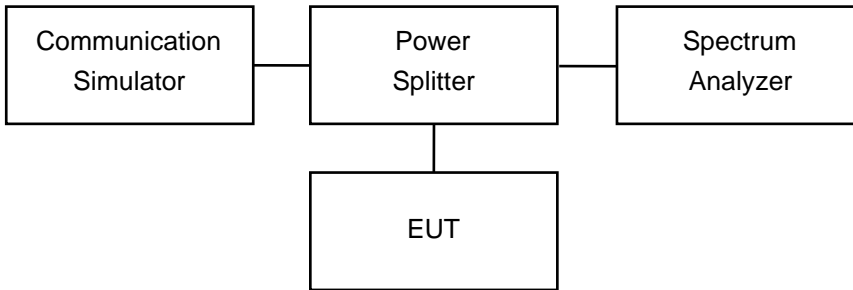 Communication
Simulator
Power
Splitter
Spectrum
Analyzer
EUT